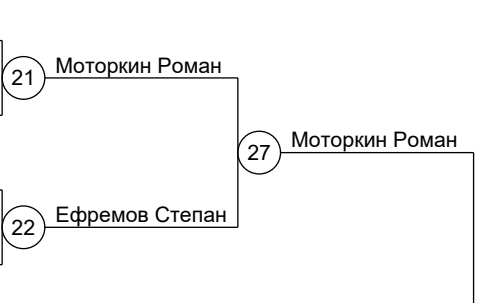 21 Моторкин Роман
27 Моторкин Роман
22 Ефремов Степан